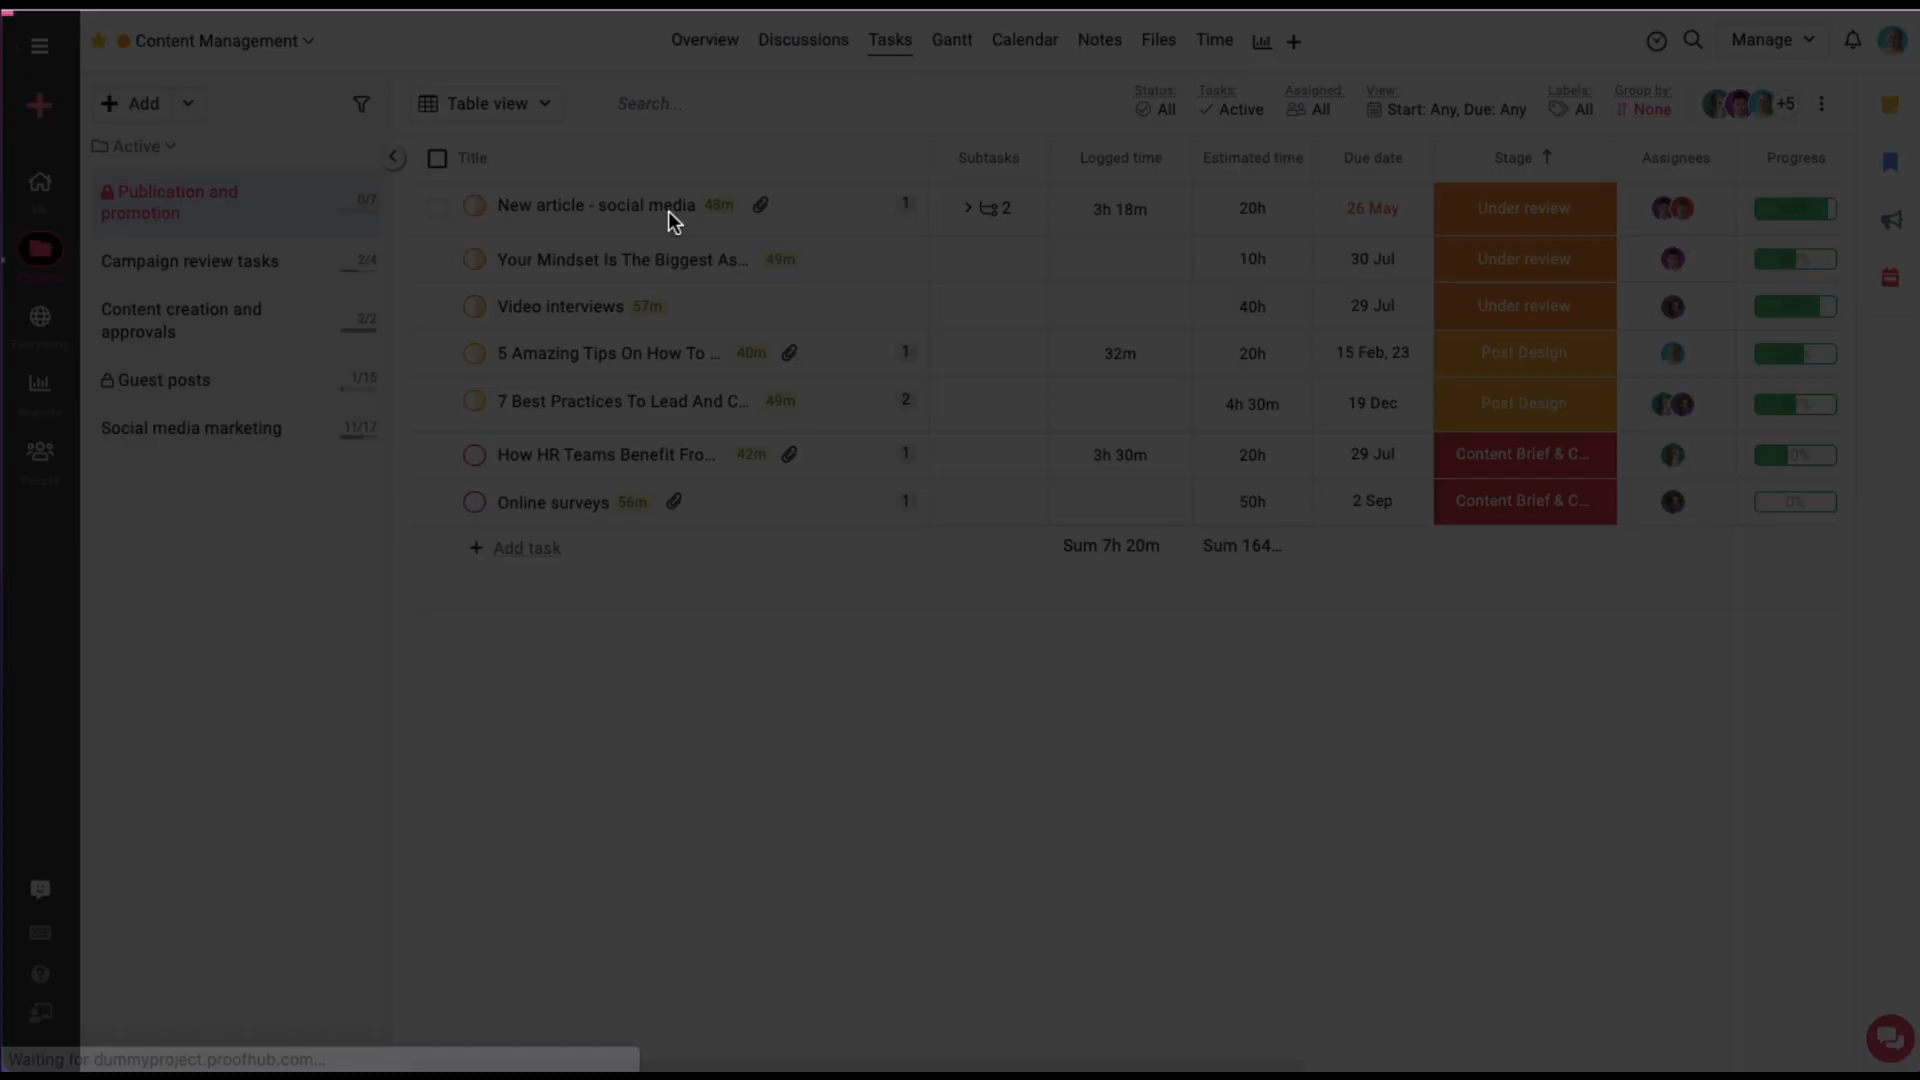 Content Management
Overview
Discussions
Tasks
Gantt
Calendar
Notes
Files
Time
Manage
Add
Table view
Search...
Status:
All
Tasks:
Active
Assigned:
All
View:
Start: Any, Due: Any
Labels:
All
Group by:
None
+5
Active
Publication and
promotion
0/7
Campaign review tasks
2/4
Content creation and
approvals
2/2
Guest posts
1/15
Social media marketing
11/17
Title
Subtasks
Logged time
Estimated time
Due date
Stage
Assignees
Progress
New article - social media 48m
1
2
3h 18m
20h
26 May
Under review
Your Mindset Is The Biggest As... 49m
10h
30 Jul
Under review
Video interviews 57m
40h
29 Jul
Under review
5 Amazing Tips On How To ... 40m
1
32m
20h
15 Feb, 23
Post Design
7 Best Practices To Lead And C... 49m
2
4h 30m
19 Dec
Post Design
How HR Teams Benefit Fro... 42m
1
3h 30m
20h
29 Jul
Content Brief & C...
Online surveys 56m
1
50h
2 Sep
Content Brief & C...
0%
Add task
Sum 7h 20m
Sum 164...
Everything
People
Waiting for dummyproject.proofhub.com...